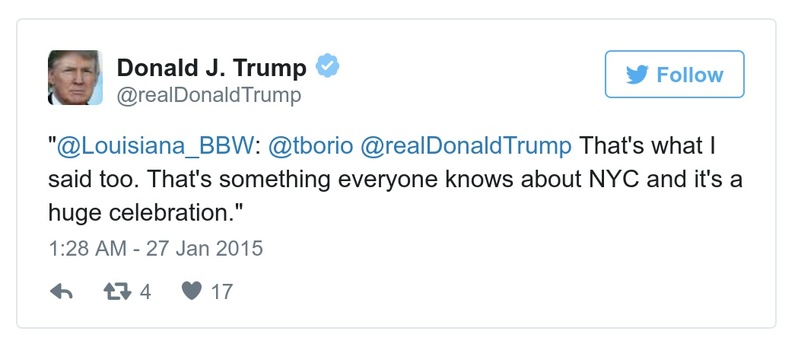 Donald J. Trump
@realDonaldTrump
Follow
"@Louisiana_BBW: @tborio @realDonaldTrump That's what I
said too. That's something everyone knows about NYC and it's a
huge celebration."
1:28 AM - 27 Jan 2015
4 17